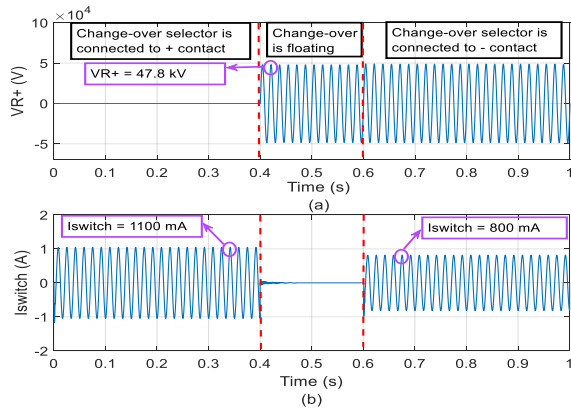 ×10⁴
Change-over selector is
connected to + contact
Change-over
is floating
Change-over selector is
connected to - contact
VR+ = 47.8 kV
VR+ (V)
10
5
0
-5
0 0.1 0.2 0.3 0.4 0.5 0.6 0.7 0.8 0.9 1
Time (s)
(a)
Iswitch = 1100 mA
Iswitch = 800 mA
Iswitch (A)
2
1
0
-1
-2
0 0.1 0.2 0.3 0.4 0.5 0.6 0.7 0.8 0.9 1
Time (s)
(b)